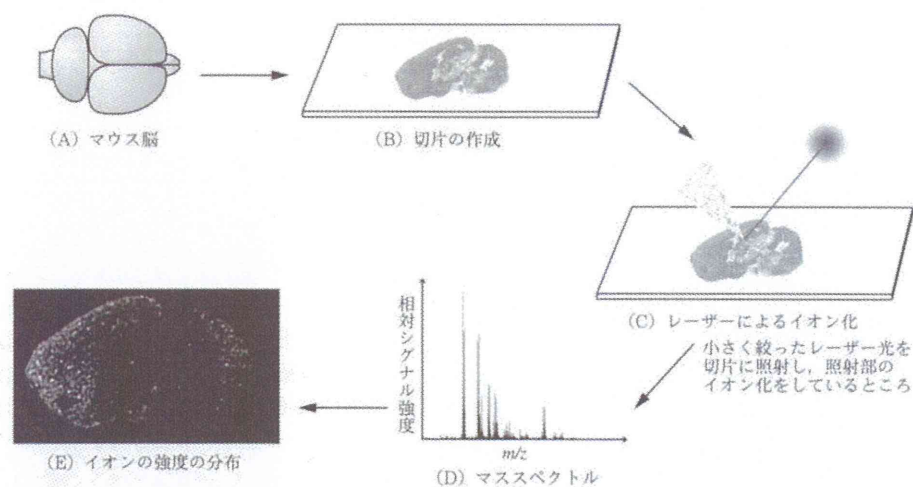 (A) マウス脳
(B) 切片の作成
(C) レーザーによるイオン化
小さく絞ったレーザー光を
切片に照射し,照射部の
イオン化をしているところ
相対シグナル強度
m/z
(D) マススペクトル
(E) イオンの強度の分布